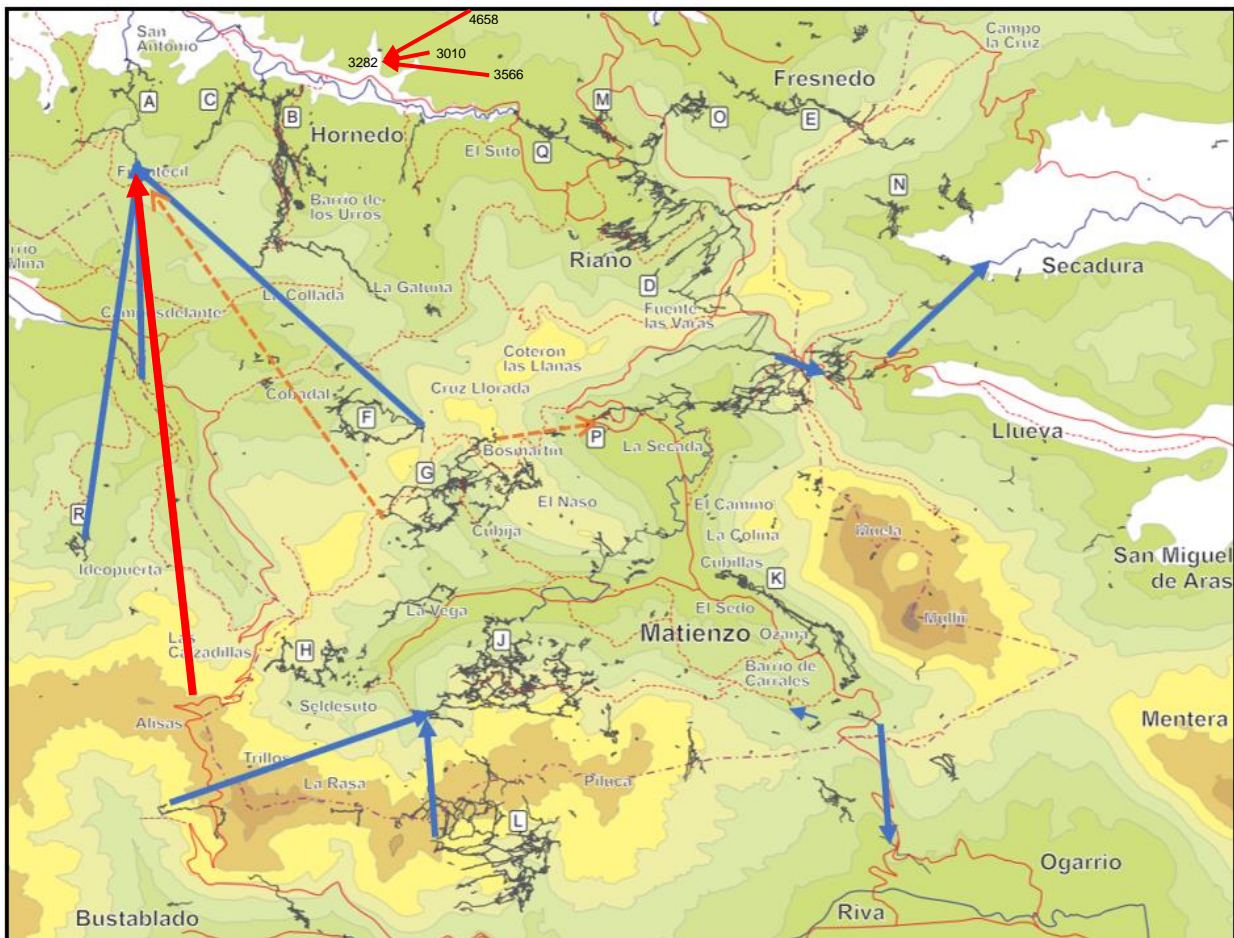 4658
San
Antonio
Campo
la Cruz
3010
3282
3566
Fresnedo
A
C
B
M
O
E
Hornedo
El Suto
Q
N
Barrio de
los Urros
Riaño
Secadura
La Gatuna
La Collada
D
Fuente
las Varas
Coteron
las Llanas
Cruz Llorada
Cobadal
F
P
Llueva
Bosmartin
La Secada
G
El Naso
El Camino
R
Cubija
La Colina
Muela
San Miguel
de Aras
Ideopuerta
Cubillas
K
La Vega
El Sedo
Mullir
Las
Calzadillas
H
J
Matienzo
Ozana
Barrio de
Carrales
Seldesuto
Alisas
Mentera
Trillos
La Rasa
Piluca
L
Ogarrio
Bustablado
Riva